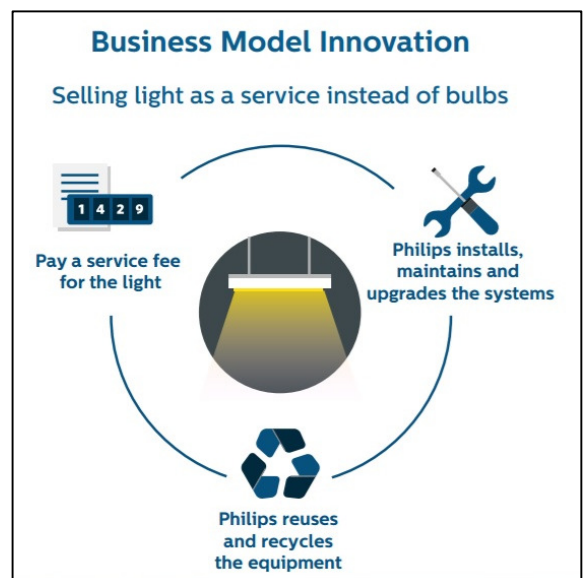 Business Model Innovation
Selling light as a service instead of bulbs
1 4 2 9
Pay a service fee
for the light
Philips installs,
maintains and
upgrades the systems
Philips reuses
and recycles
the equipment